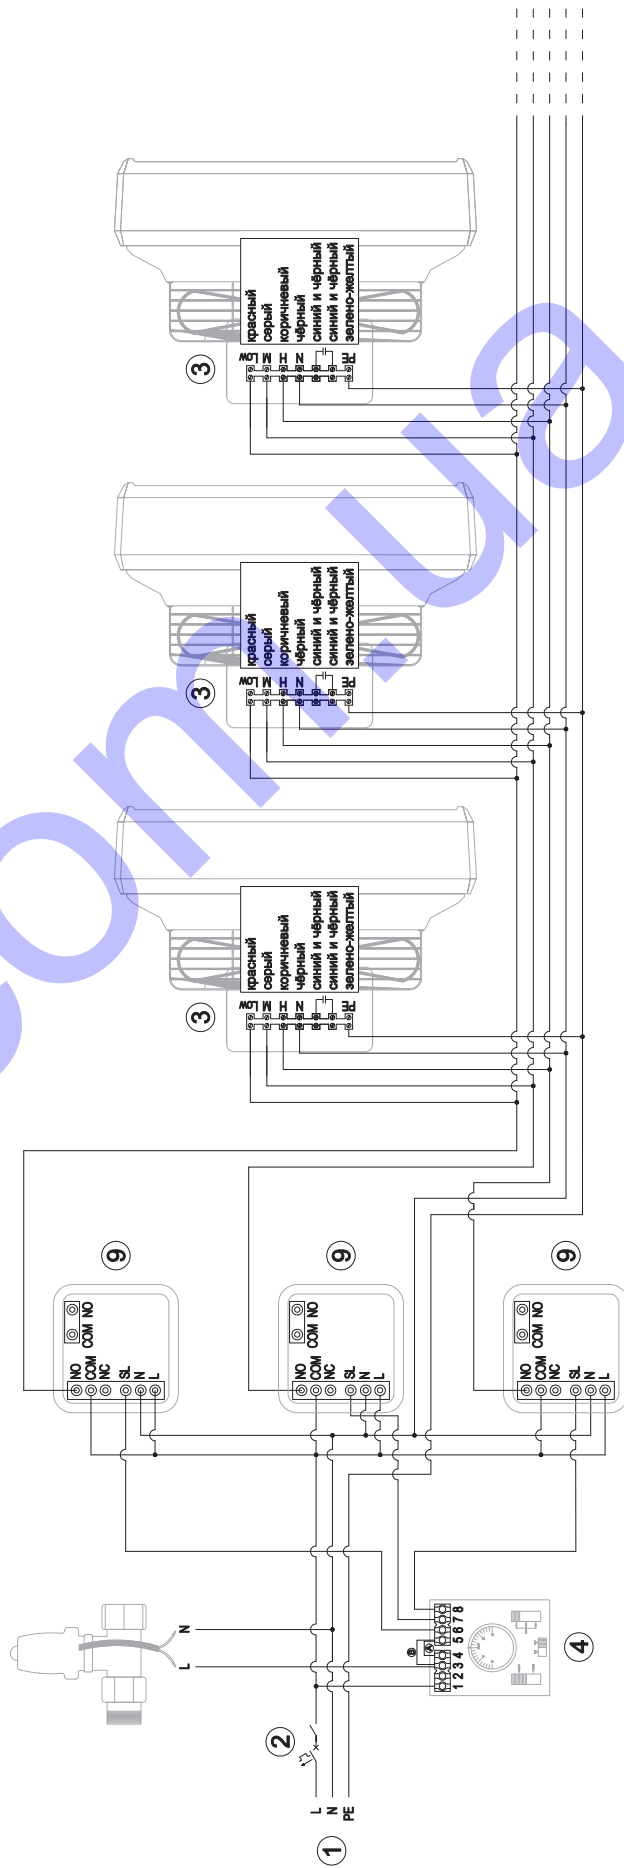 3
Low
M
H
N
PE
красный
серый
коричневый
чёрный
синий и чёрный
синий и чёрный
зелено-желтый
3
Low
M
H
N
PE
красный
серый
коричневый
чёрный
синий и чёрный
синий и чёрный
зелено-желтый
3
Low
M
H
N
PE
красный
серый
коричневый
чёрный
синий и чёрный
синий и чёрный
зелено-желтый
9
NO
COM
NC
SL
N
L
COM NO
9
NO
COM
NC
SL
N
L
COM NO
9
NO
COM
NC
SL
N
L
COM NO
N
L
2
L
N
PE
1
B
A
1 2 3 4 5 6 7 8
4
com.ua